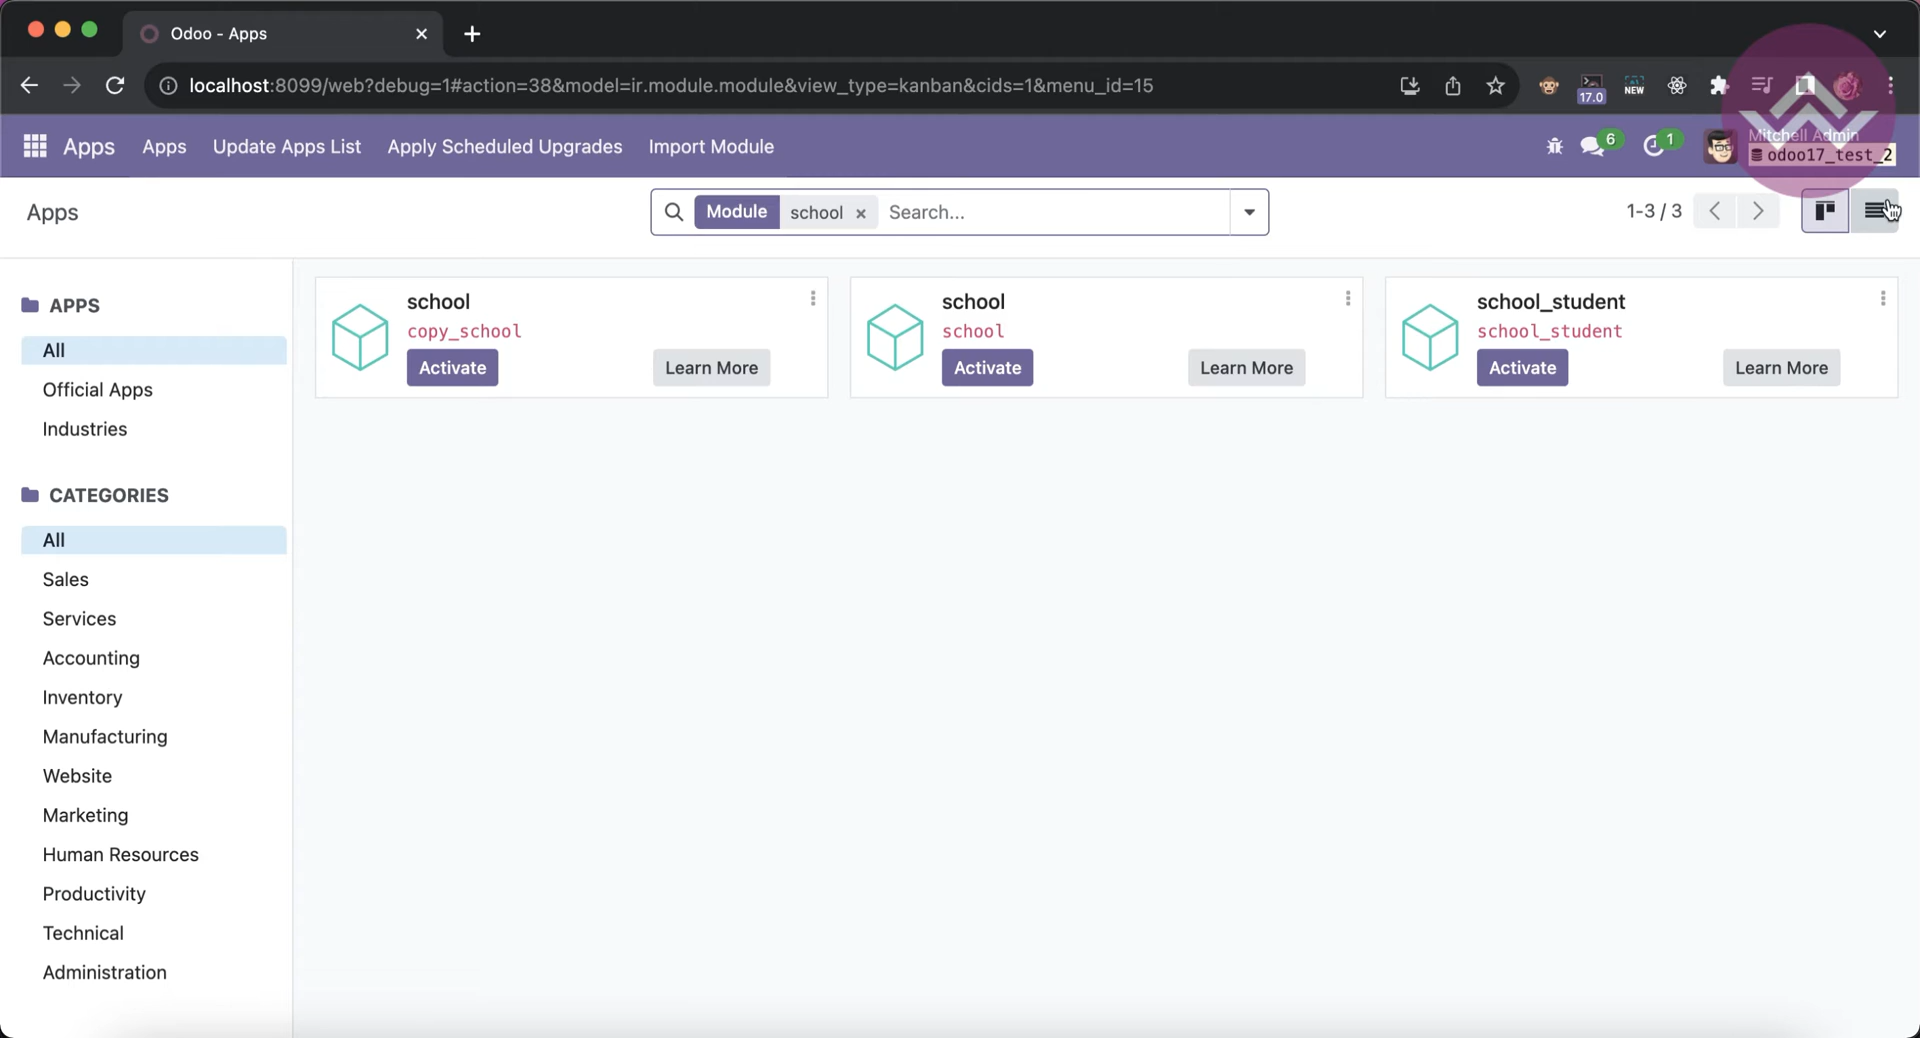 Odoo - Apps
localhost:8099/web?debug=1#action=38&model=ir.module.module&view_type=kanban&cids=1&menu_id=15
17.0
NEW
Apps
Apps
Update Apps List
Apply Scheduled Upgrades
Import Module
6
1
Mitchell Admin
odoo17_test_2
Apps
Module
school
Search...
1-3 / 3
APPS
All
Official Apps
Industries
CATEGORIES
All
Sales
Services
Accounting
Inventory
Manufacturing
Website
Marketing
Human Resources
Productivity
Technical
Administration
school
copy_school
Activate
Learn More
school
school
Activate
Learn More
school_student
school_student
Activate
Learn More